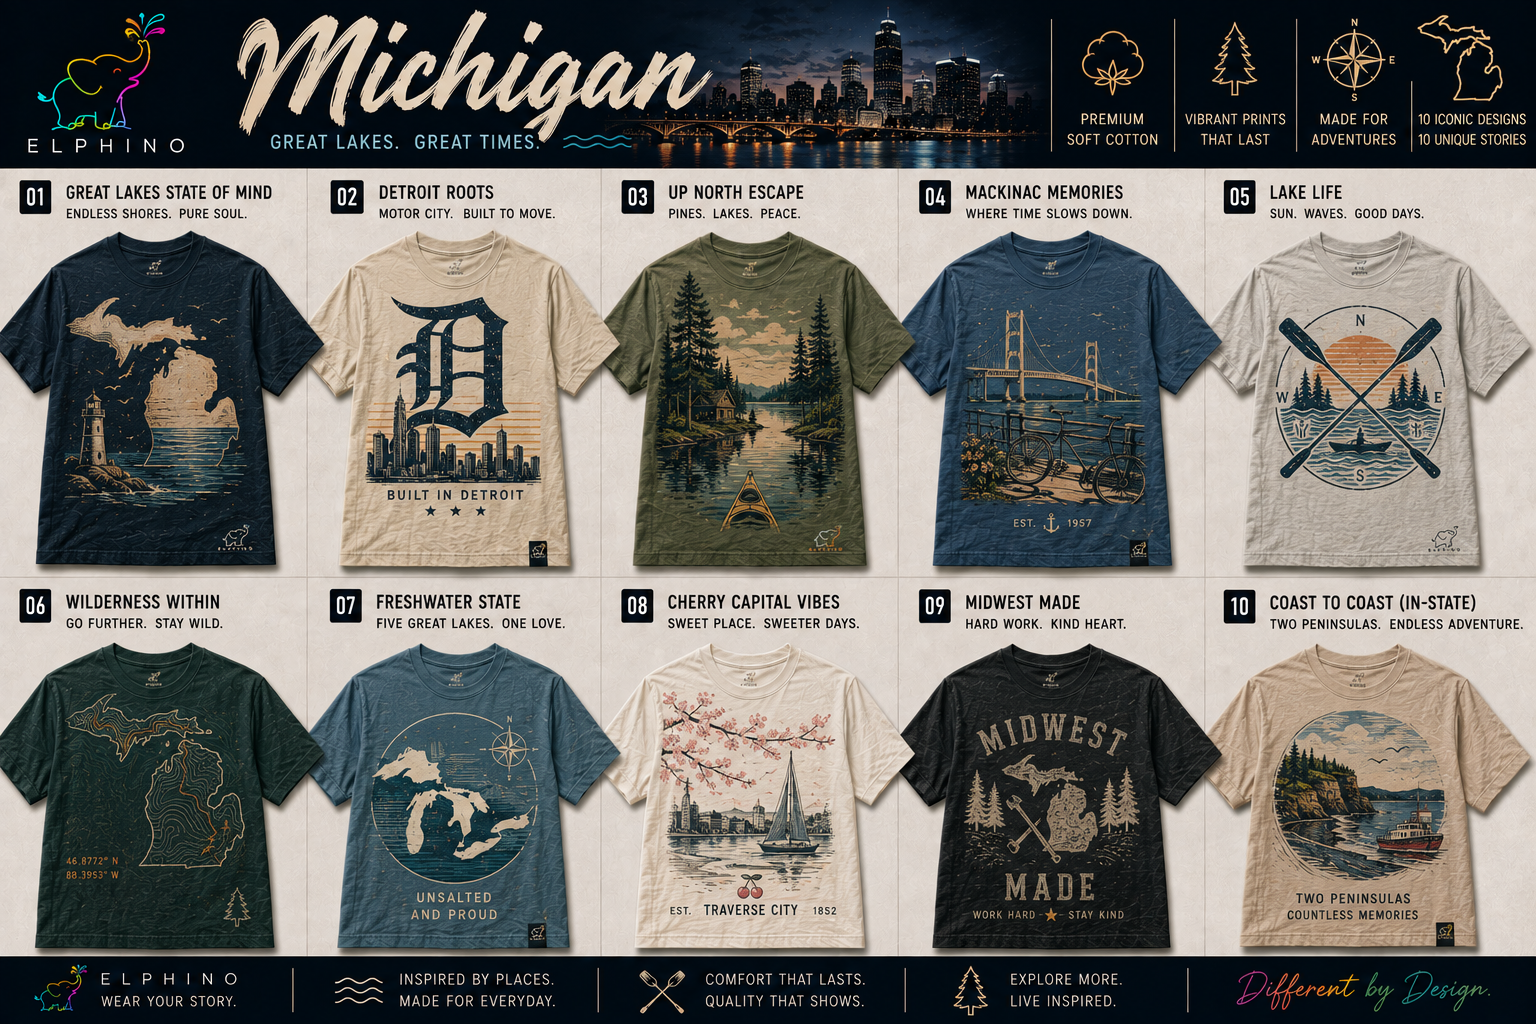 ELPHINO
Michigan
GREAT LAKES. GREAT TIMES.
PREMIUM
SOFT COTTON
VIBRANT PRINTS
THAT LAST
N
W
E
S
MADE FOR
ADVENTURES
10 ICONIC DESIGNS
10 UNIQUE STORIES
01
GREAT LAKES STATE OF MIND
ENDLESS SHORES. PURE SOUL.
02
DETROIT ROOTS
MOTOR CITY. BUILT TO MOVE.
D
BUILT IN DETROIT
03
UP NORTH ESCAPE
PINES. LAKES. PEACE.
04
MACKINAC MEMORIES
WHERE TIME SLOWS DOWN.
EST. 1957
05
LAKE LIFE
SUN. WAVES. GOOD DAYS.
N
W
E
S
06
WILDERNESS WITHIN
GO FURTHER. STAY WILD.
46.8772° N
88.3953° W
07
FRESHWATER STATE
FIVE GREAT LAKES. ONE LOVE.
N
UNSALTED
AND PROUD
08
CHERRY CAPITAL VIBES
SWEET PLACE. SWEETER DAYS.
EST. TRAVERSE CITY 1852
09
MIDWEST MADE
HARD WORK. KIND HEART.
MIDWEST
MADE
WORK HARD STAY KIND
10
COAST TO COAST (IN-STATE)
TWO PENINSULAS. ENDLESS ADVENTURE.
TWO PENINSULAS
COUNTLESS MEMORIES
ELPHINO
WEAR YOUR STORY.
INSPIRED BY PLACES.
MADE FOR EVERYDAY.
COMFORT THAT LASTS.
QUALITY THAT SHOWS.
EXPLORE MORE.
LIVE INSPIRED.
Different by Design.